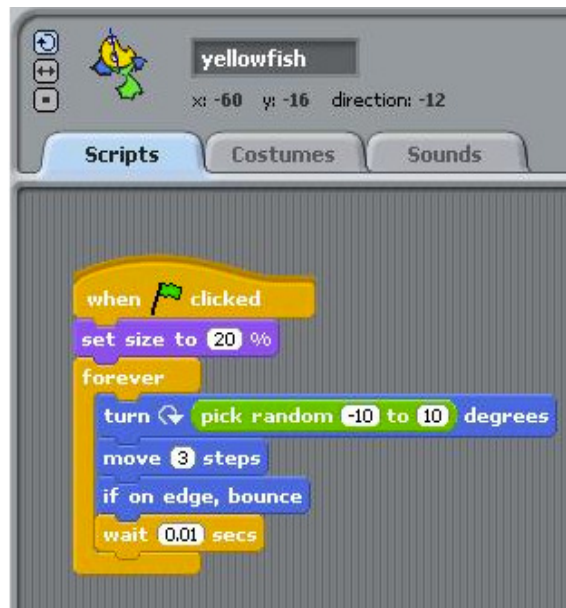 yellowfish
x: -60 y: -16 direction: -12
Scripts Costumes Sounds
when clicked
set size to 20 %
forever
turn pick random -10 to 10 degrees
move 3 steps
if on edge, bounce
wait 0.01 secs